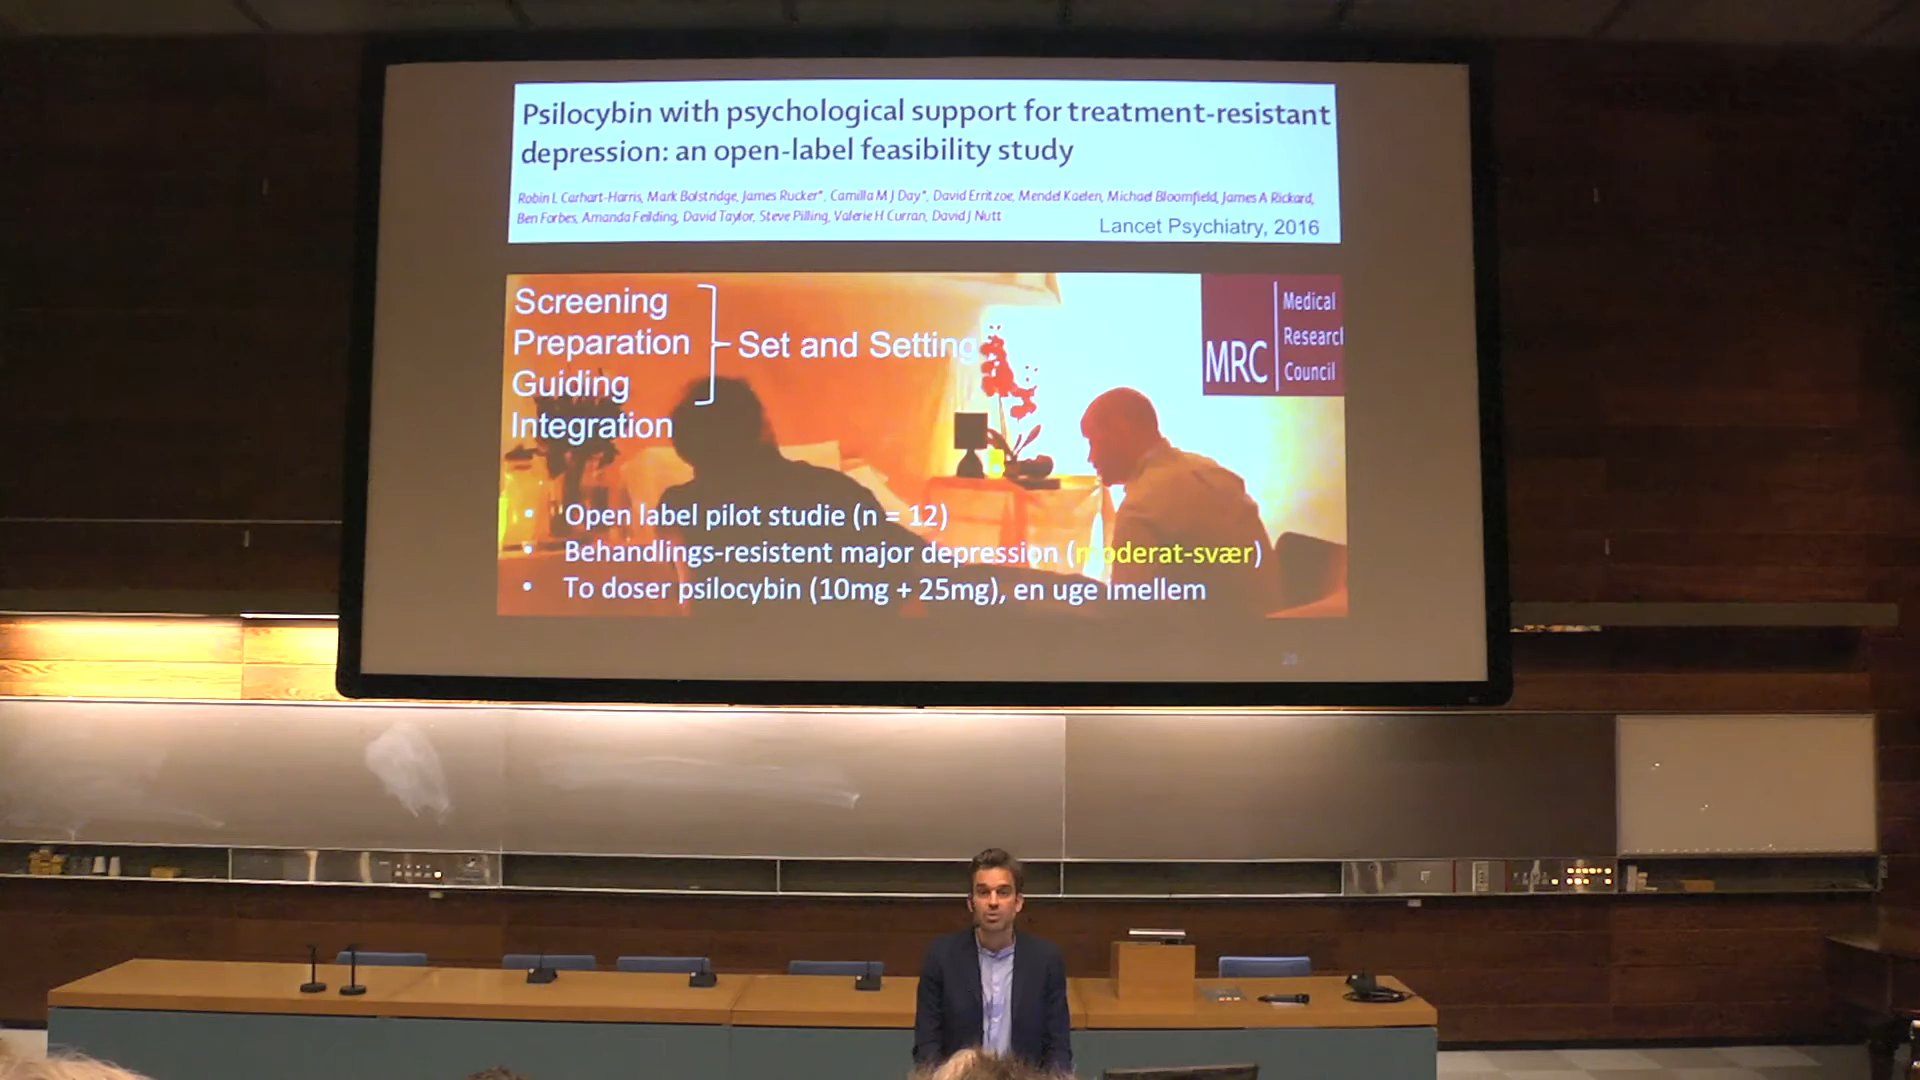 Psilocybin with psychological support for treatment-resistant
depression: an open-label feasibility study
Robin L Carhart-Harris, Mark Bolstridge, James Rucker*, Camilla M J Day*, David Erritzoe, Mendel Kaelen, Michael Bloomfield, James A Rickard,
Ben Forbes, Amanda Feilding, David Taylor, Steve Pilling, Valerie H Curran, David J Nutt
Lancet Psychiatry, 2016
Screening
Preparation
Guiding
Integration
Set and Setting
MRC
Medical
Research
Council
• Open label pilot studie (n = 12)
• Behandlings-resistent major depression (moderat-svær)
• To doser psilocybin (10mg + 25mg), en uge imellem